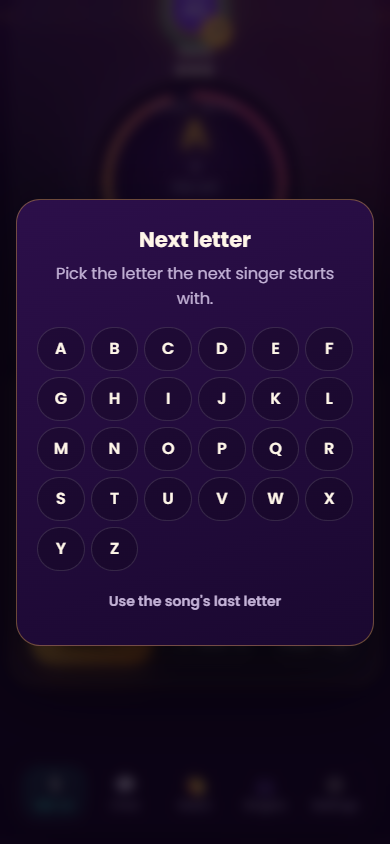 Next letter
Pick the letter the next singer starts
with.
A B C D E F
G H I J K L
M N O P Q R
S T U V W X
Y Z
Use the song's last letter